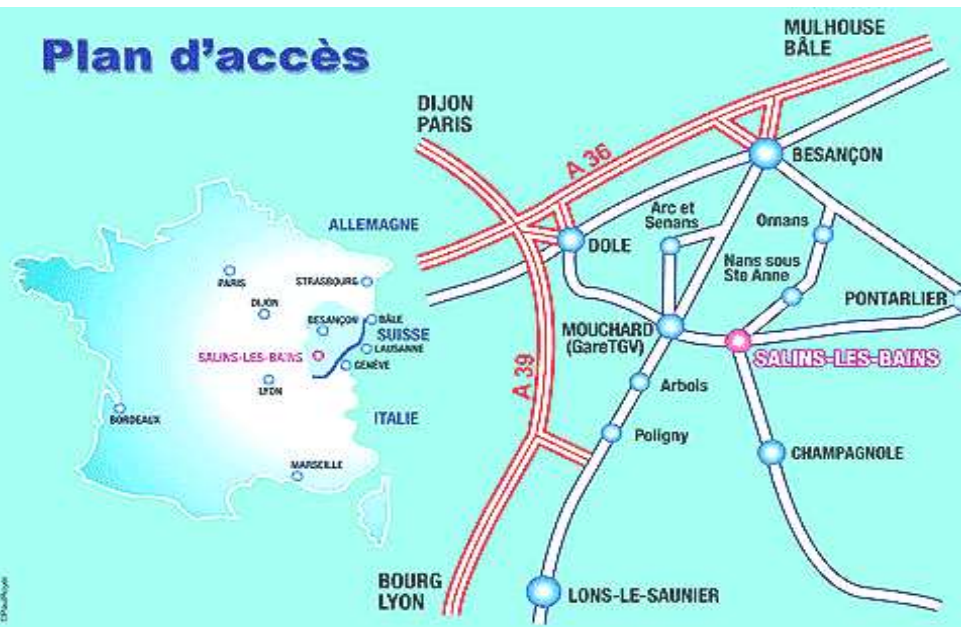 Plan d'accès
MULHOUSE
BÂLE
DIJON
PARIS
A 36
BESANÇON
Arc et
Senans
Ornans
ALLEMAGNE
DOLE
Nans sous
Ste Anne
PARIS
STRASBOURG
PONTARLIER
DIJON
BESANÇON
BÂLE
SUISSE
MOUCHARD
(GareTGV)
SALINS-LES-BAINS
LAUSANNE
SALINS-LES-BAINS
GENÈVE
A 39
LYON
Arbois
BORDEAUX
ITALIE
Poligny
CHAMPAGNOLE
MARSEILLE
BOURG
LYON
LONS-LE-SAUNIER